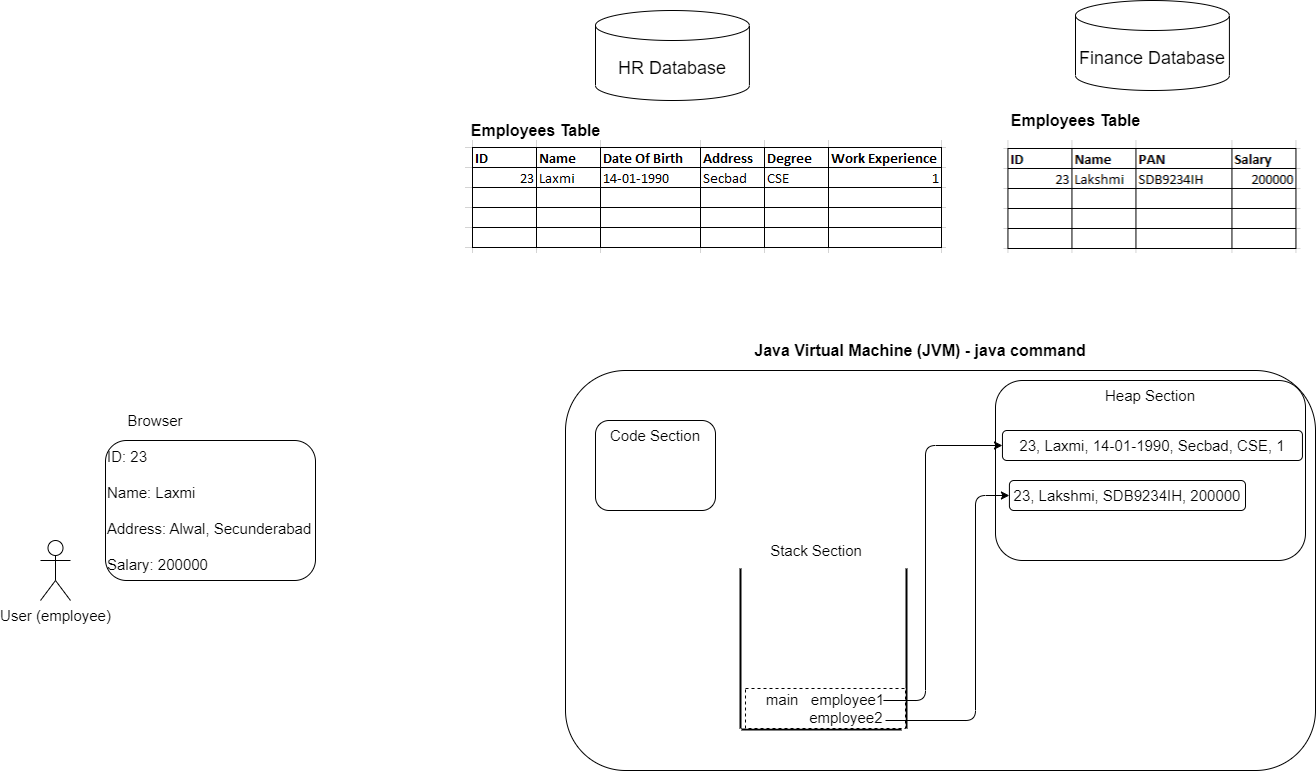 HR Database
Finance Database
Employees Table
ID Name Date Of Birth Address Degree Work Experience
23 Laxmi 14-01-1990 Secbad CSE 1
Employees Table
ID Name PAN Salary
23 Lakshmi SDB9234IH 200000
Java Virtual Machine (JVM) - java command
Browser
ID: 23
Name: Laxmi
Address: Alwal, Secunderabad
Salary: 200000
User (employee)
Code Section
Heap Section
23, Laxmi, 14-01-1990, Secbad, CSE, 1
23, Lakshmi, SDB9234IH, 200000
Stack Section
main employee1
employee2